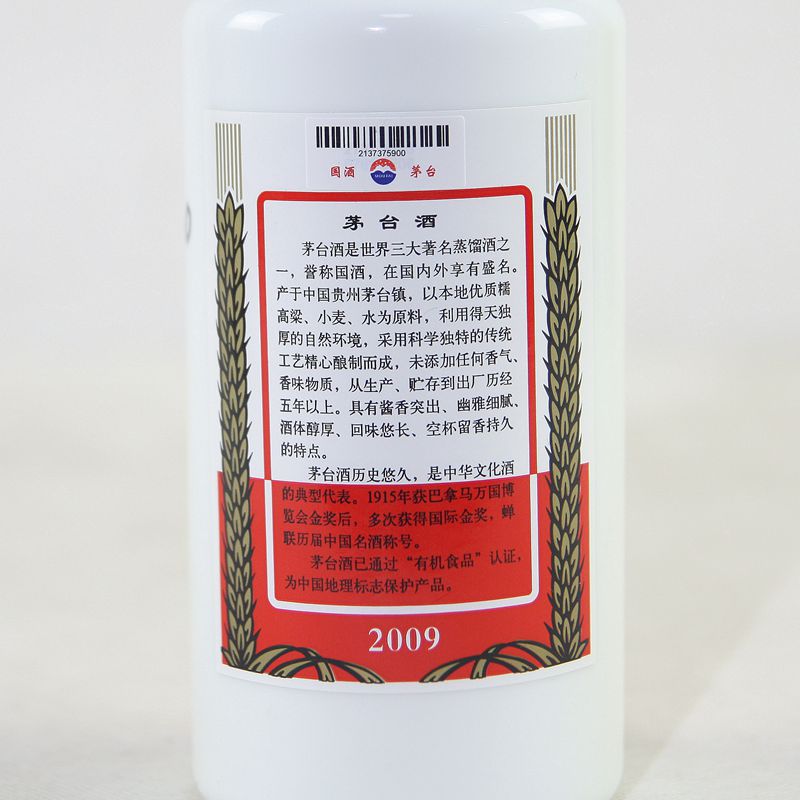 2137375900
国酒 MOUTAI 茅台
茅台酒
茅台酒是世界三大著名蒸馏酒之
一，誉称国酒，在国内外享有盛名。
产于中国贵州茅台镇，以本地优质糯
高粱、小麦、水为原料，利用得天独
厚的自然环境，采用科学独特的传统
工艺精心酿制而成，未添加任何香气、
香味物质，从生产、贮存到出厂历经
五年以上。具有酱香突出、幽雅细腻、
酒体醇厚、回味悠长、空杯留香持久
的特点。
茅台酒历史悠久，是中华文化酒
的典型代表。1915年获巴拿马万国博
览会金奖后，多次获得国际金奖，蝉
联历届中国名酒称号。
茅台酒已通过“有机食品”认证，
为中国地理标志保护产品。
2009